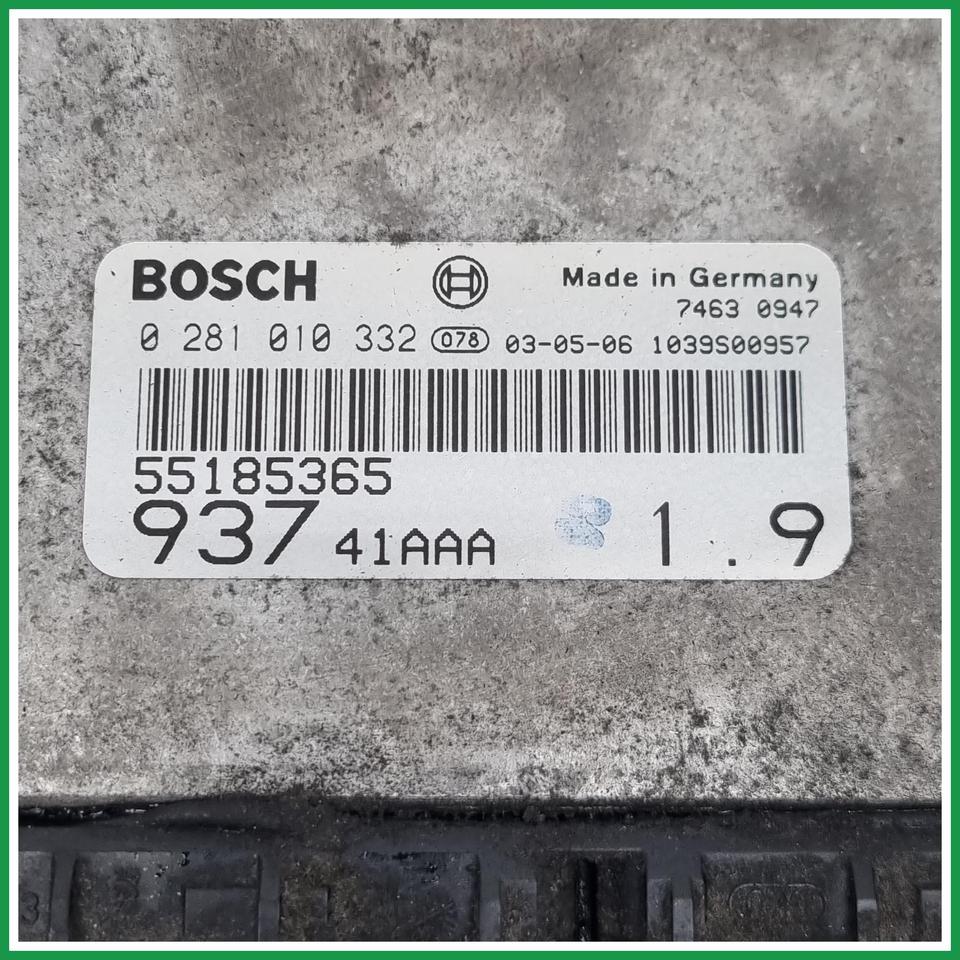 BOSCH
Made in Germany
7463 0947
0 281 010 332 078 03-05-06 1039S00957
55185365
937 41AAA 1.9